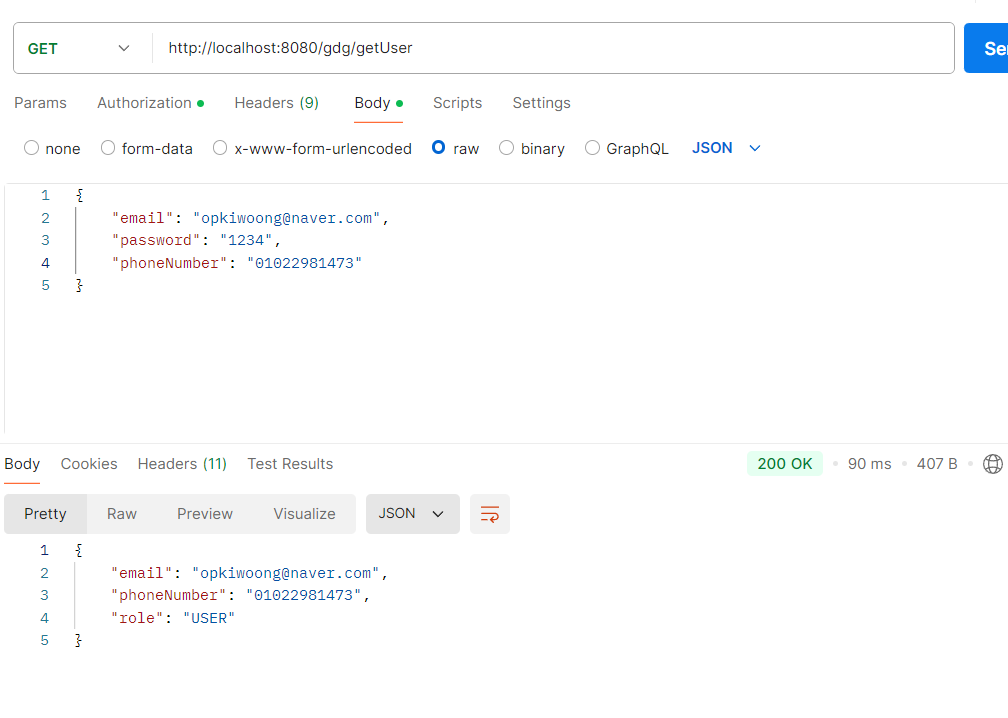 GET http://localhost:8080/gdg/getUser Se
Params Authorization Headers (9) Body Scripts Settings
none form-data x-www-form-urlencoded raw binary GraphQL JSON
1 {
2 "email": "opkiwoong@naver.com",
3 "password": "1234",
4 "phoneNumber": "01022981473"
5 }
Body Cookies Headers (11) Test Results 200 OK 90 ms 407 B
Pretty Raw Preview Visualize JSON
1 {
2 "email": "opkiwoong@naver.com",
3 "phoneNumber": "01022981473",
4 "role": "USER"
5 }